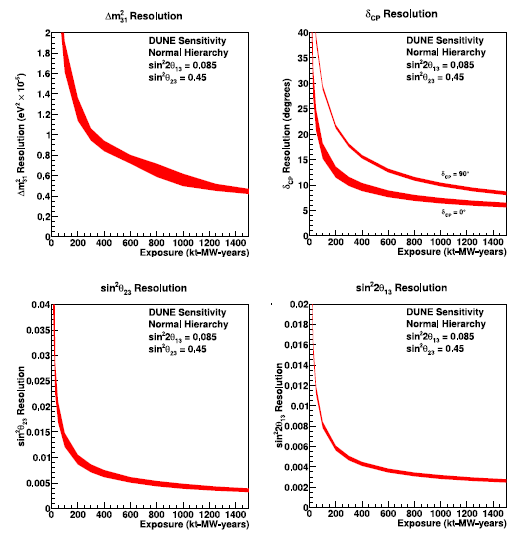 Δm²₃₁ Resolution
DUNE Sensitivity
Normal Hierarchy
sin²2θ₁₃ = 0.085
sin²θ₂₃ = 0.45
Δm²₃₁ Resolution (eV² × 10⁻⁵)
2
1.8
1.6
1.4
1.2
1
0.8
0.6
0.4
0.2
0
0 200 400 600 800 1000 1200 1400
Exposure (kt-MW-years)
δCP Resolution
DUNE Sensitivity
Normal Hierarchy
sin²2θ₁₃ = 0.085
sin²θ₂₃ = 0.45
δCP Resolution (degrees)
40
35
30
25
20
15
10
5
0
δCP = 90°
δCP = 0°
0 200 400 600 800 1000 1200 1400
Exposure (kt-MW-years)
sin²θ₂₃ Resolution
DUNE Sensitivity
Normal Hierarchy
sin²2θ₁₃ = 0.085
sin²θ₂₃ = 0.45
sin²θ₂₃ Resolution
0.04
0.035
0.03
0.025
0.02
0.015
0.01
0.005
0
0 200 400 600 800 1000 1200 1400
Exposure (kt-MW-years)
sin²2θ₁₃ Resolution
DUNE Sensitivity
Normal Hierarchy
sin²2θ₁₃ = 0.085
sin²θ₂₃ = 0.45
sin²2θ₁₃ Resolution
0.02
0.018
0.016
0.014
0.012
0.01
0.008
0.006
0.004
0.002
0.000
0 200 400 600 800 1000 1200 1400
Exposure (kt-MW-years)